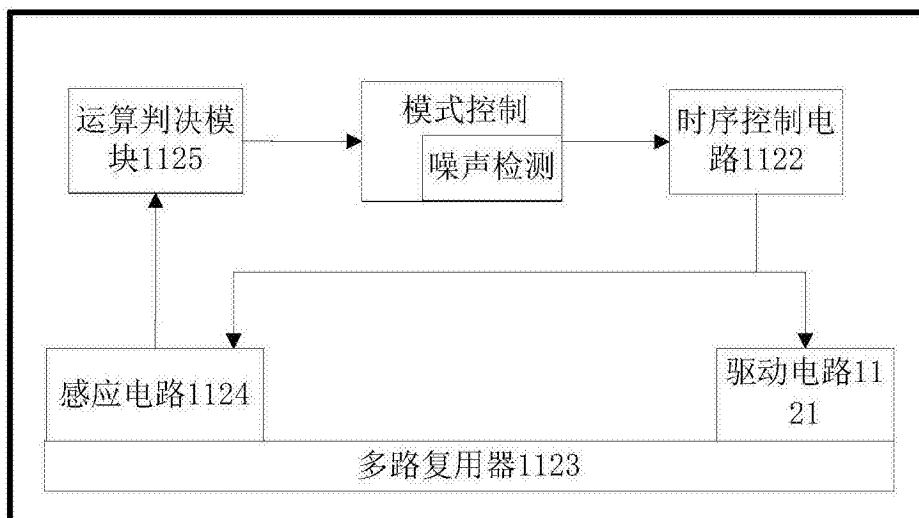 运算判决模
块1125
模式控制
噪声检测
时序控制电
路1122
感应电路1124
驱动电路11
21
多路复用器1123